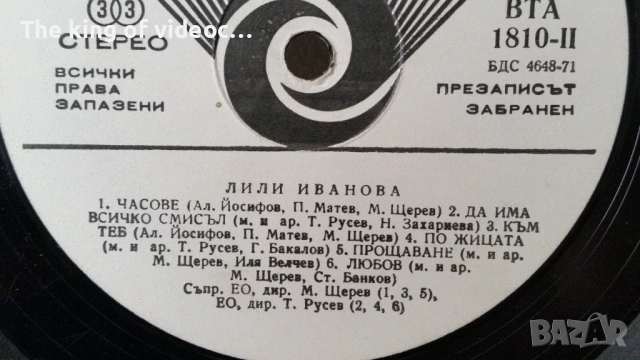 The king of videoc...
33
СТЕРЕО
ВСИЧКИ
ПРАВА
ЗАПАЗЕНИ
ВТА
1810-II
БДС 4648-71
ПРЕЗАПИСЪТ
ЗАБРАНЕН
ЛИЛИ ИВАНОВА
1. ЧАСОВЕ (Ал. Йосифов, П. Матев, М. Щерев) 2. ДА ИМА
ВСИЧКО СМИСЪЛ (м. и ар. Т. Русев, Н. Захариева) 3. КЪМ
ТЕБ (Ал. Йосифов, П. Матев, М. Щерев) 4. ПО ЖИЦАТА
(м. и ар. Т. Русев, Г. Бакалов) 5. ПРОЩАВАНЕ (м. и ар.
М. Щерев, Иля Велчев) 6. ЛЮБОВ (м. и ар.
М. Щерев, Ст. Банков)
Съпр. ЕО, дир. М. Щерев (1, 3, 5),
ЕО, дир. Т. Русев (2, 4, 6)
BAZAR.bg